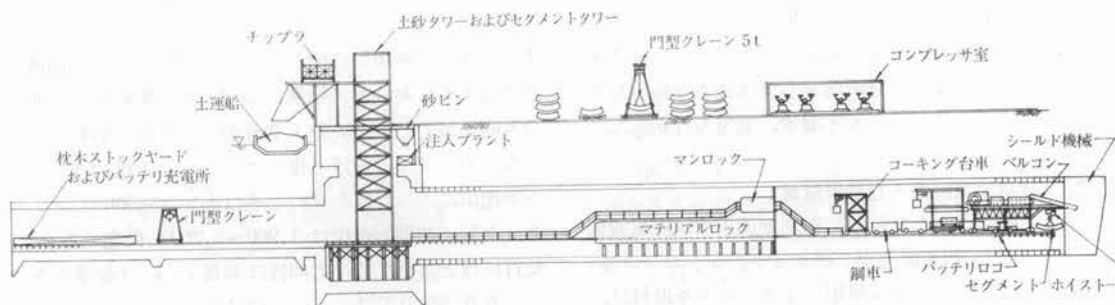 土砂タワーおよびセグメントタワー
チップラ
門型クレーン 5t
コンプレッサ室
土運船
砂ビン
注入プラント
枕木ストックヤード
およびバッテリ充電所
シールド機械
マンロック
コーキング台車
ベルコン
門型クレーン
マテリアルロック
鋼車
バッテリロコ
セグメント ホイスト